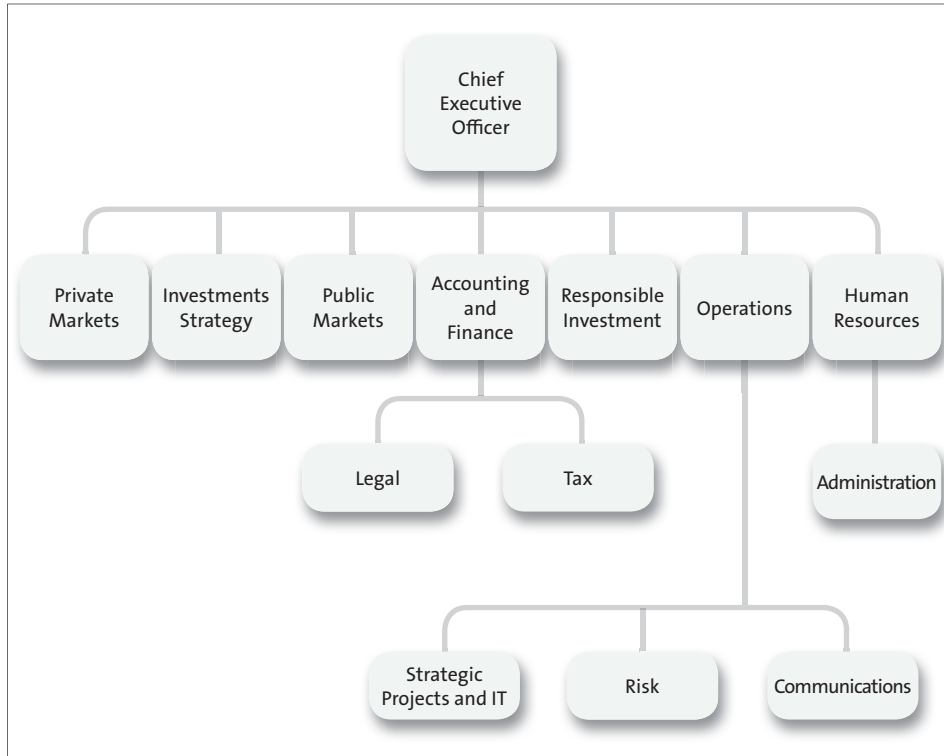 Chief
Executive
Officer
Private
Markets
Investments
Strategy
Public
Markets
Accounting
and
Finance
Responsible
Investment
Operations
Human
Resources
Legal
Tax
Administration
Strategic
Projects and IT
Risk
Communications